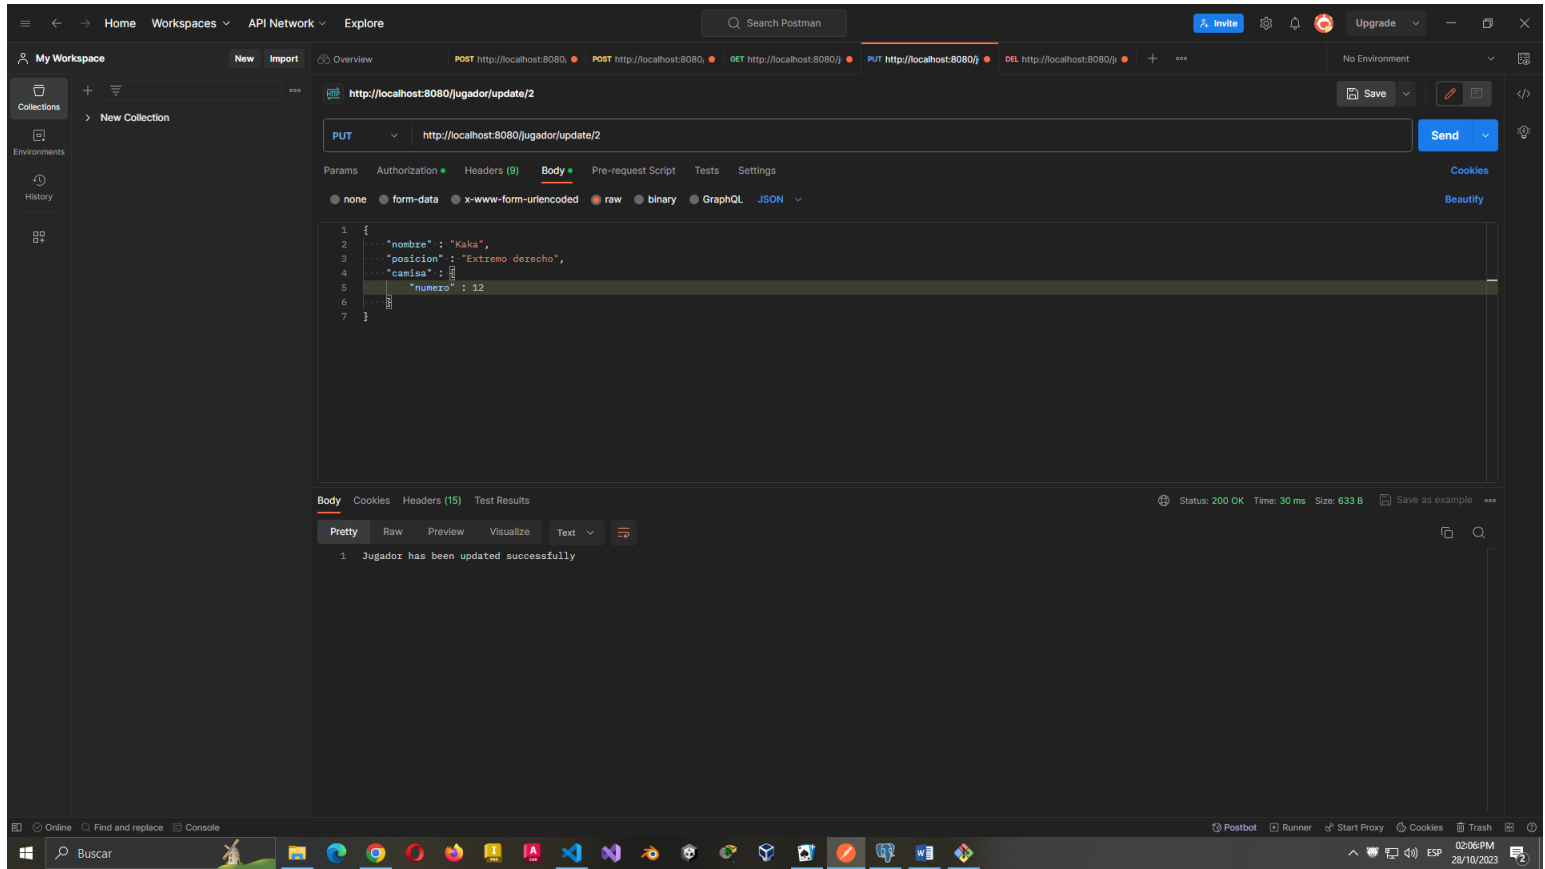 Home Workspaces API Network Explore Search Postman Invite Upgrade
My Workspace New Import Overview POST http://localhost:8080, POST http://localhost:8080, GET http://localhost:8080/j PUT http://localhost:8080/j DEL http://localhost:8080/j No Environment
Collections
Environments
History
New Collection
http://localhost:8080/jugador/update/2 Save
PUT http://localhost:8080/jugador/update/2 Send
Params Authorization Headers (9) Body Pre-request Script Tests Settings Cookies
none form-data x-www-form-urlencoded raw binary GraphQL JSON Beautify
1 {
2 "nombre" : "Kaka",
3 "posicion" : "Extremo derecho",
4 "camisa" : {
5 "numero" : 12
6 }
7 }
Body Cookies Headers (15) Test Results Status: 200 OK Time: 30 ms Size: 633 B Save as example
Pretty Raw Preview Visualize Text
1 Jugador has been updated successfully
Online Find and replace Console Postbot Runner Start Proxy Cookies Trash
Buscar ESP 02:06PM
28/10/2023